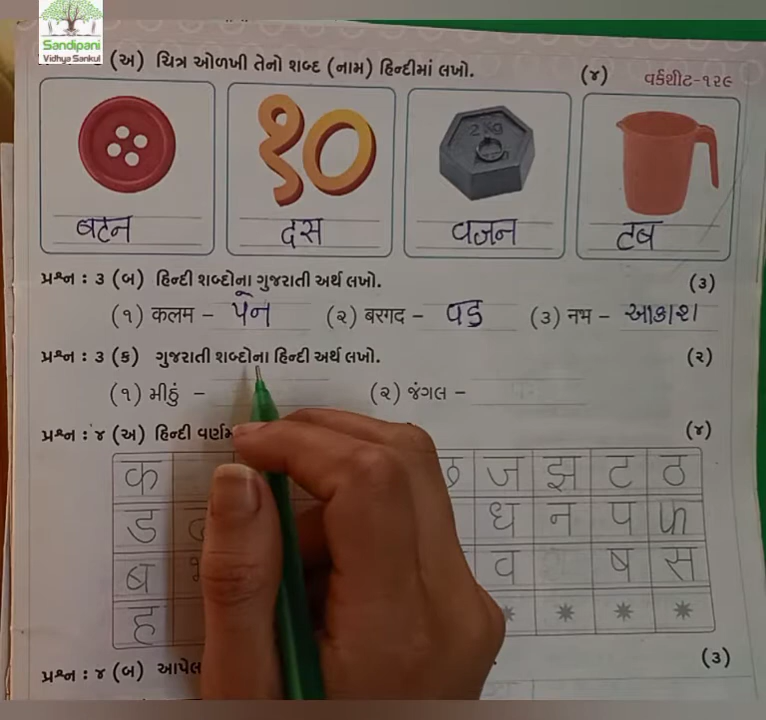 Sandipani
Vidhya Sankul
(અ) ચિત્ર ઓળખી તેનો શબ્દ (નામ) હિન્દીમાં લખો. (૪) વર્કશીટ-૧૨૯
१० 2 Kg
बटन दस वजन टब
પ્રશ્ન : ૩ (બ) હિન્દી શબ્દોના ગુજરાતી અર્થ લખો. (૩)
(૧) कलम - પેન (૨) बरगद - વડ (૩) नभ - આકાશ
પ્રશ્ન : ૩ (ક) ગુજરાતી શબ્દોના હિન્દી અર્થ લખો. (૨)
(૧) મીઠું - (૨) જંગલ -
પ્રશ્ન : ૪ (અ) હિન્દી (૪)
क छ ज झ ट ठ
ड ध न प फ
ब व ष स
ह
પ્રશ્ન : ૪ (બ) (૩)